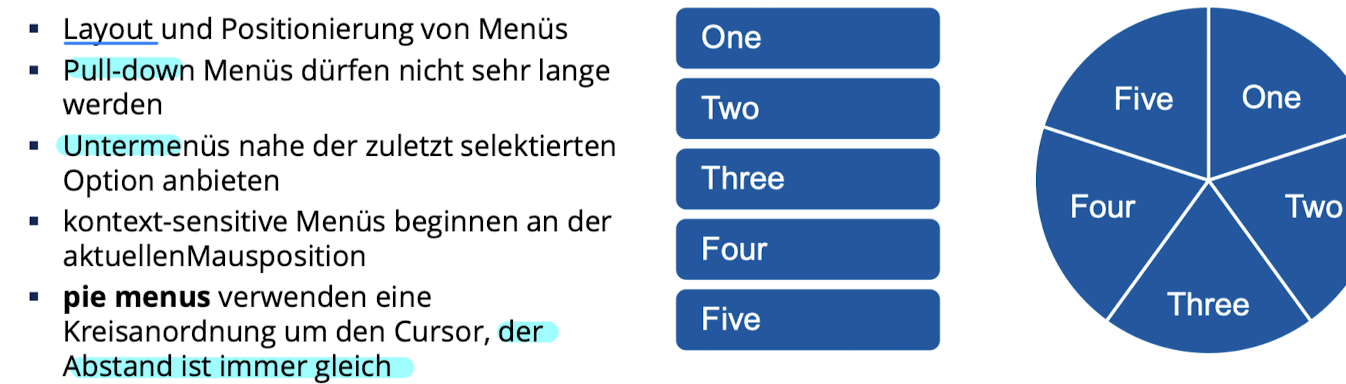 ▪ Layout und Positionierung von Menüs
▪ Pull-down Menüs dürfen nicht sehr lange
werden
▪ Untermenüs nahe der zuletzt selektierten
Option anbieten
▪ kontext-sensitive Menüs beginnen an der
aktuellenMausposition
▪ pie menus verwenden eine
Kreisanordnung um den Cursor, der
Abstand ist immer gleich
One
Two
Three
Four
Five
Five
One
Four
Two
Three